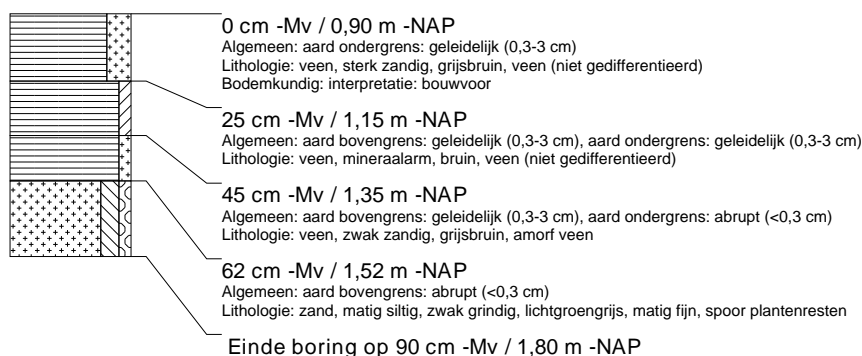 0 cm -Mv / 0,90 m -NAP
Algemeen: aard ondergrens: geleidelijk (0,3-3 cm)
Lithologie: veen, sterk zandig, grijsbruin, veen (niet gedifferentieerd)
Bodemkundig: interpretatie: bouwvoor
25 cm -Mv / 1,15 m -NAP
Algemeen: aard bovengrens: geleidelijk (0,3-3 cm), aard ondergrens: geleidelijk (0,3-3 cm)
Lithologie: veen, mineraalarm, bruin, veen (niet gedifferentieerd)
45 cm -Mv / 1,35 m -NAP
Algemeen: aard bovengrens: geleidelijk (0,3-3 cm), aard ondergrens: abrupt (<0,3 cm)
Lithologie: veen, zwak zandig, grijsbruin, amorf veen
62 cm -Mv / 1,52 m -NAP
Algemeen: aard bovengrens: abrupt (<0,3 cm)
Lithologie: zand, matig siltig, zwak grindig, lichtgroengrijs, matig fijn, spoor plantenresten
Einde boring op 90 cm -Mv / 1,80 m -NAP